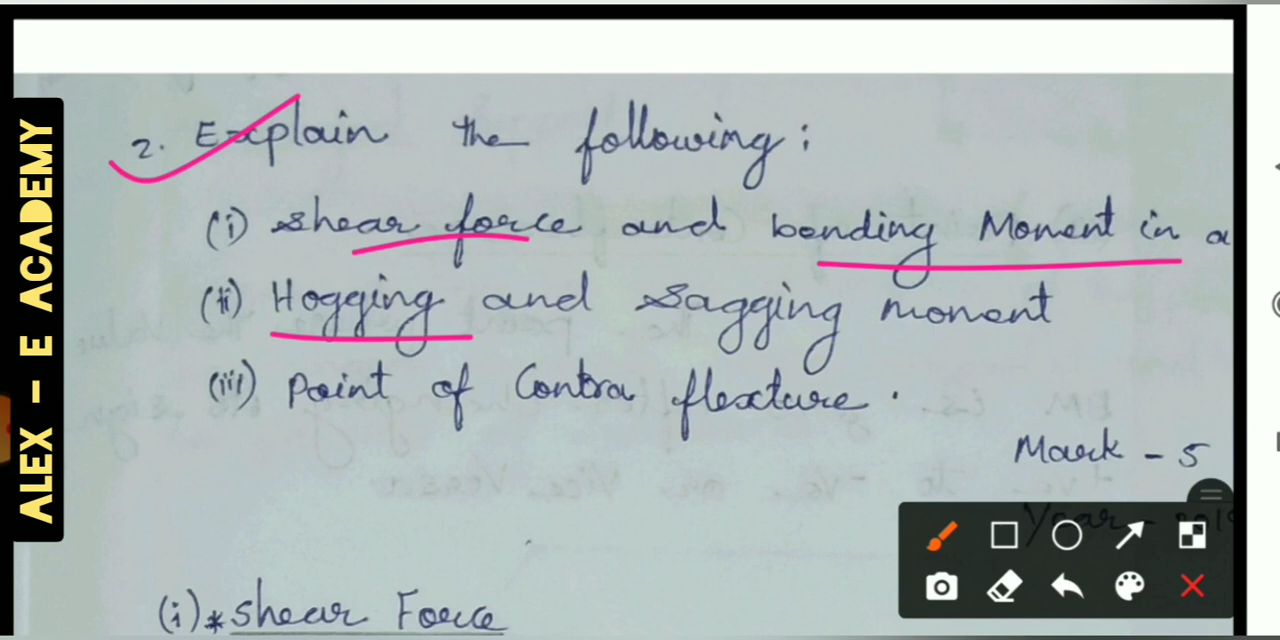 ALEX - E ACADEMY
2. Explain the following:
(i) shear force and bending Moment in a
(ii) Hogging and Sagging moment
(iii) Point of Contra flexture.
Mark - 5
Year -
(i) * shear Force